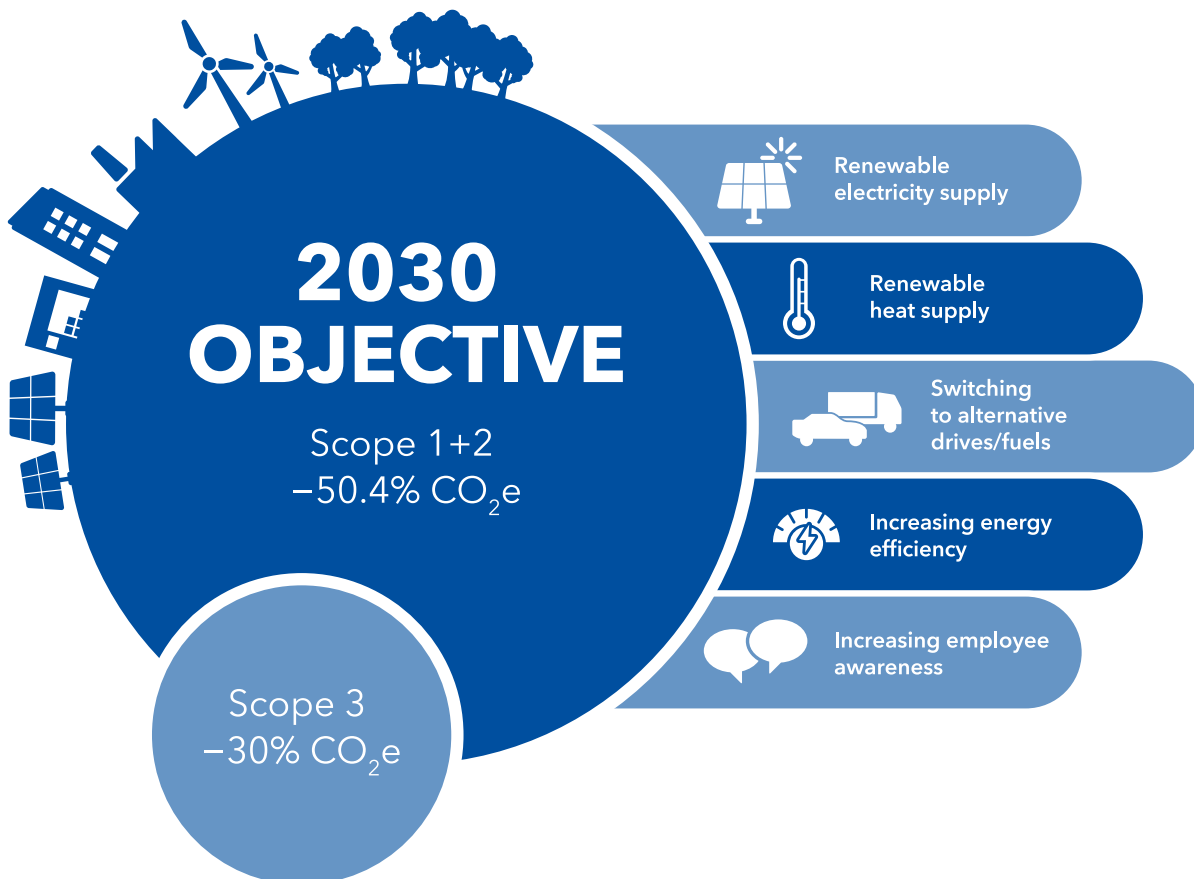 2030
OBJECTIVE
Scope 1+2
−50.4% CO₂e
Scope 3
−30% CO₂e
Renewable
electricity supply
Renewable
heat supply
Switching
to alternative
drives/fuels
Increasing energy
efficiency
Increasing employee
awareness